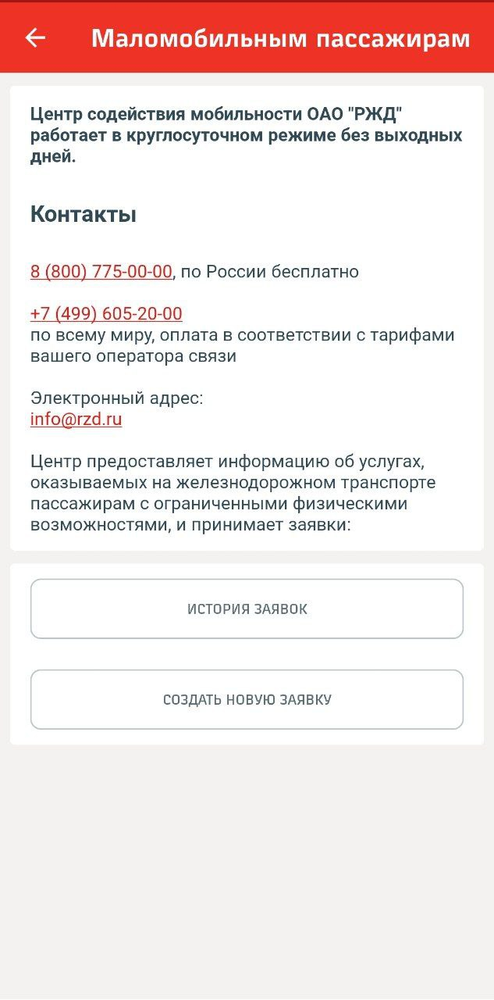 Маломобильным пассажирам
Центр содействия мобильности ОАО "РЖД"
работает в круглосуточном режиме без выходных
дней.
Контакты
8 (800) 775-00-00, по России бесплатно
+7 (499) 605-20-00
по всему миру, оплата в соответствии с тарифами
вашего оператора связи
Электронный адрес:
info@rzd.ru
Центр предоставляет информацию об услугах,
оказываемых на железнодорожном транспорте
пассажирам с ограниченными физическими
возможностями, и принимает заявки:
ИСТОРИЯ ЗАЯВОК
СОЗДАТЬ НОВУЮ ЗАЯВКУ